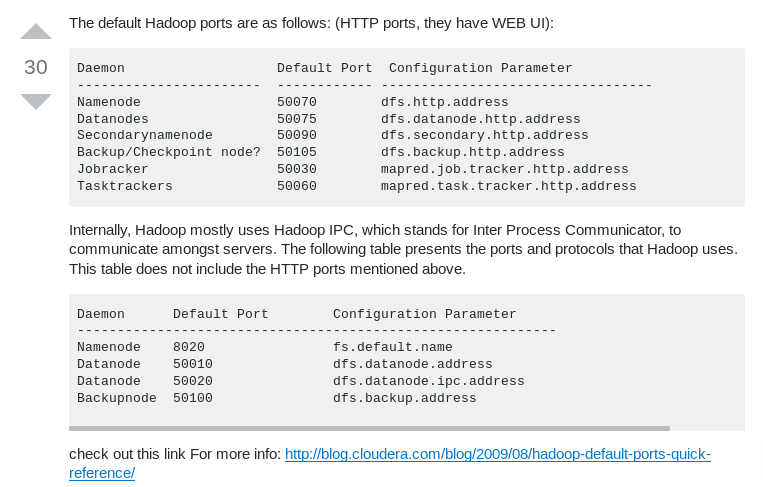 The default Hadoop ports are as follows: (HTTP ports, they have WEB UI):
30
Daemon                   Default Port  Configuration Parameter
-----------------------  ------------ ----------------------------------
Namenode                 50070        dfs.http.address
Datanodes                50075        dfs.datanode.http.address
Secondarynamenode        50090        dfs.secondary.http.address
Backup/Checkpoint node?  50105        dfs.backup.http.address
Jobracker                50030        mapred.job.tracker.http.address
Tasktrackers             50060        mapred.task.tracker.http.address
Internally, Hadoop mostly uses Hadoop IPC, which stands for Inter Process Communicator, to
communicate amongst servers. The following table presents the ports and protocols that Hadoop uses.
This table does not include the HTTP ports mentioned above.
Daemon      Default Port        Configuration Parameter
------------------------------------------------------------
Namenode    8020                fs.default.name
Datanode    50010               dfs.datanode.address
Datanode    50020               dfs.datanode.ipc.address
Backupnode  50100               dfs.backup.address
check out this link For more info: http://blog.cloudera.com/blog/2009/08/hadoop-default-ports-quick-
reference/